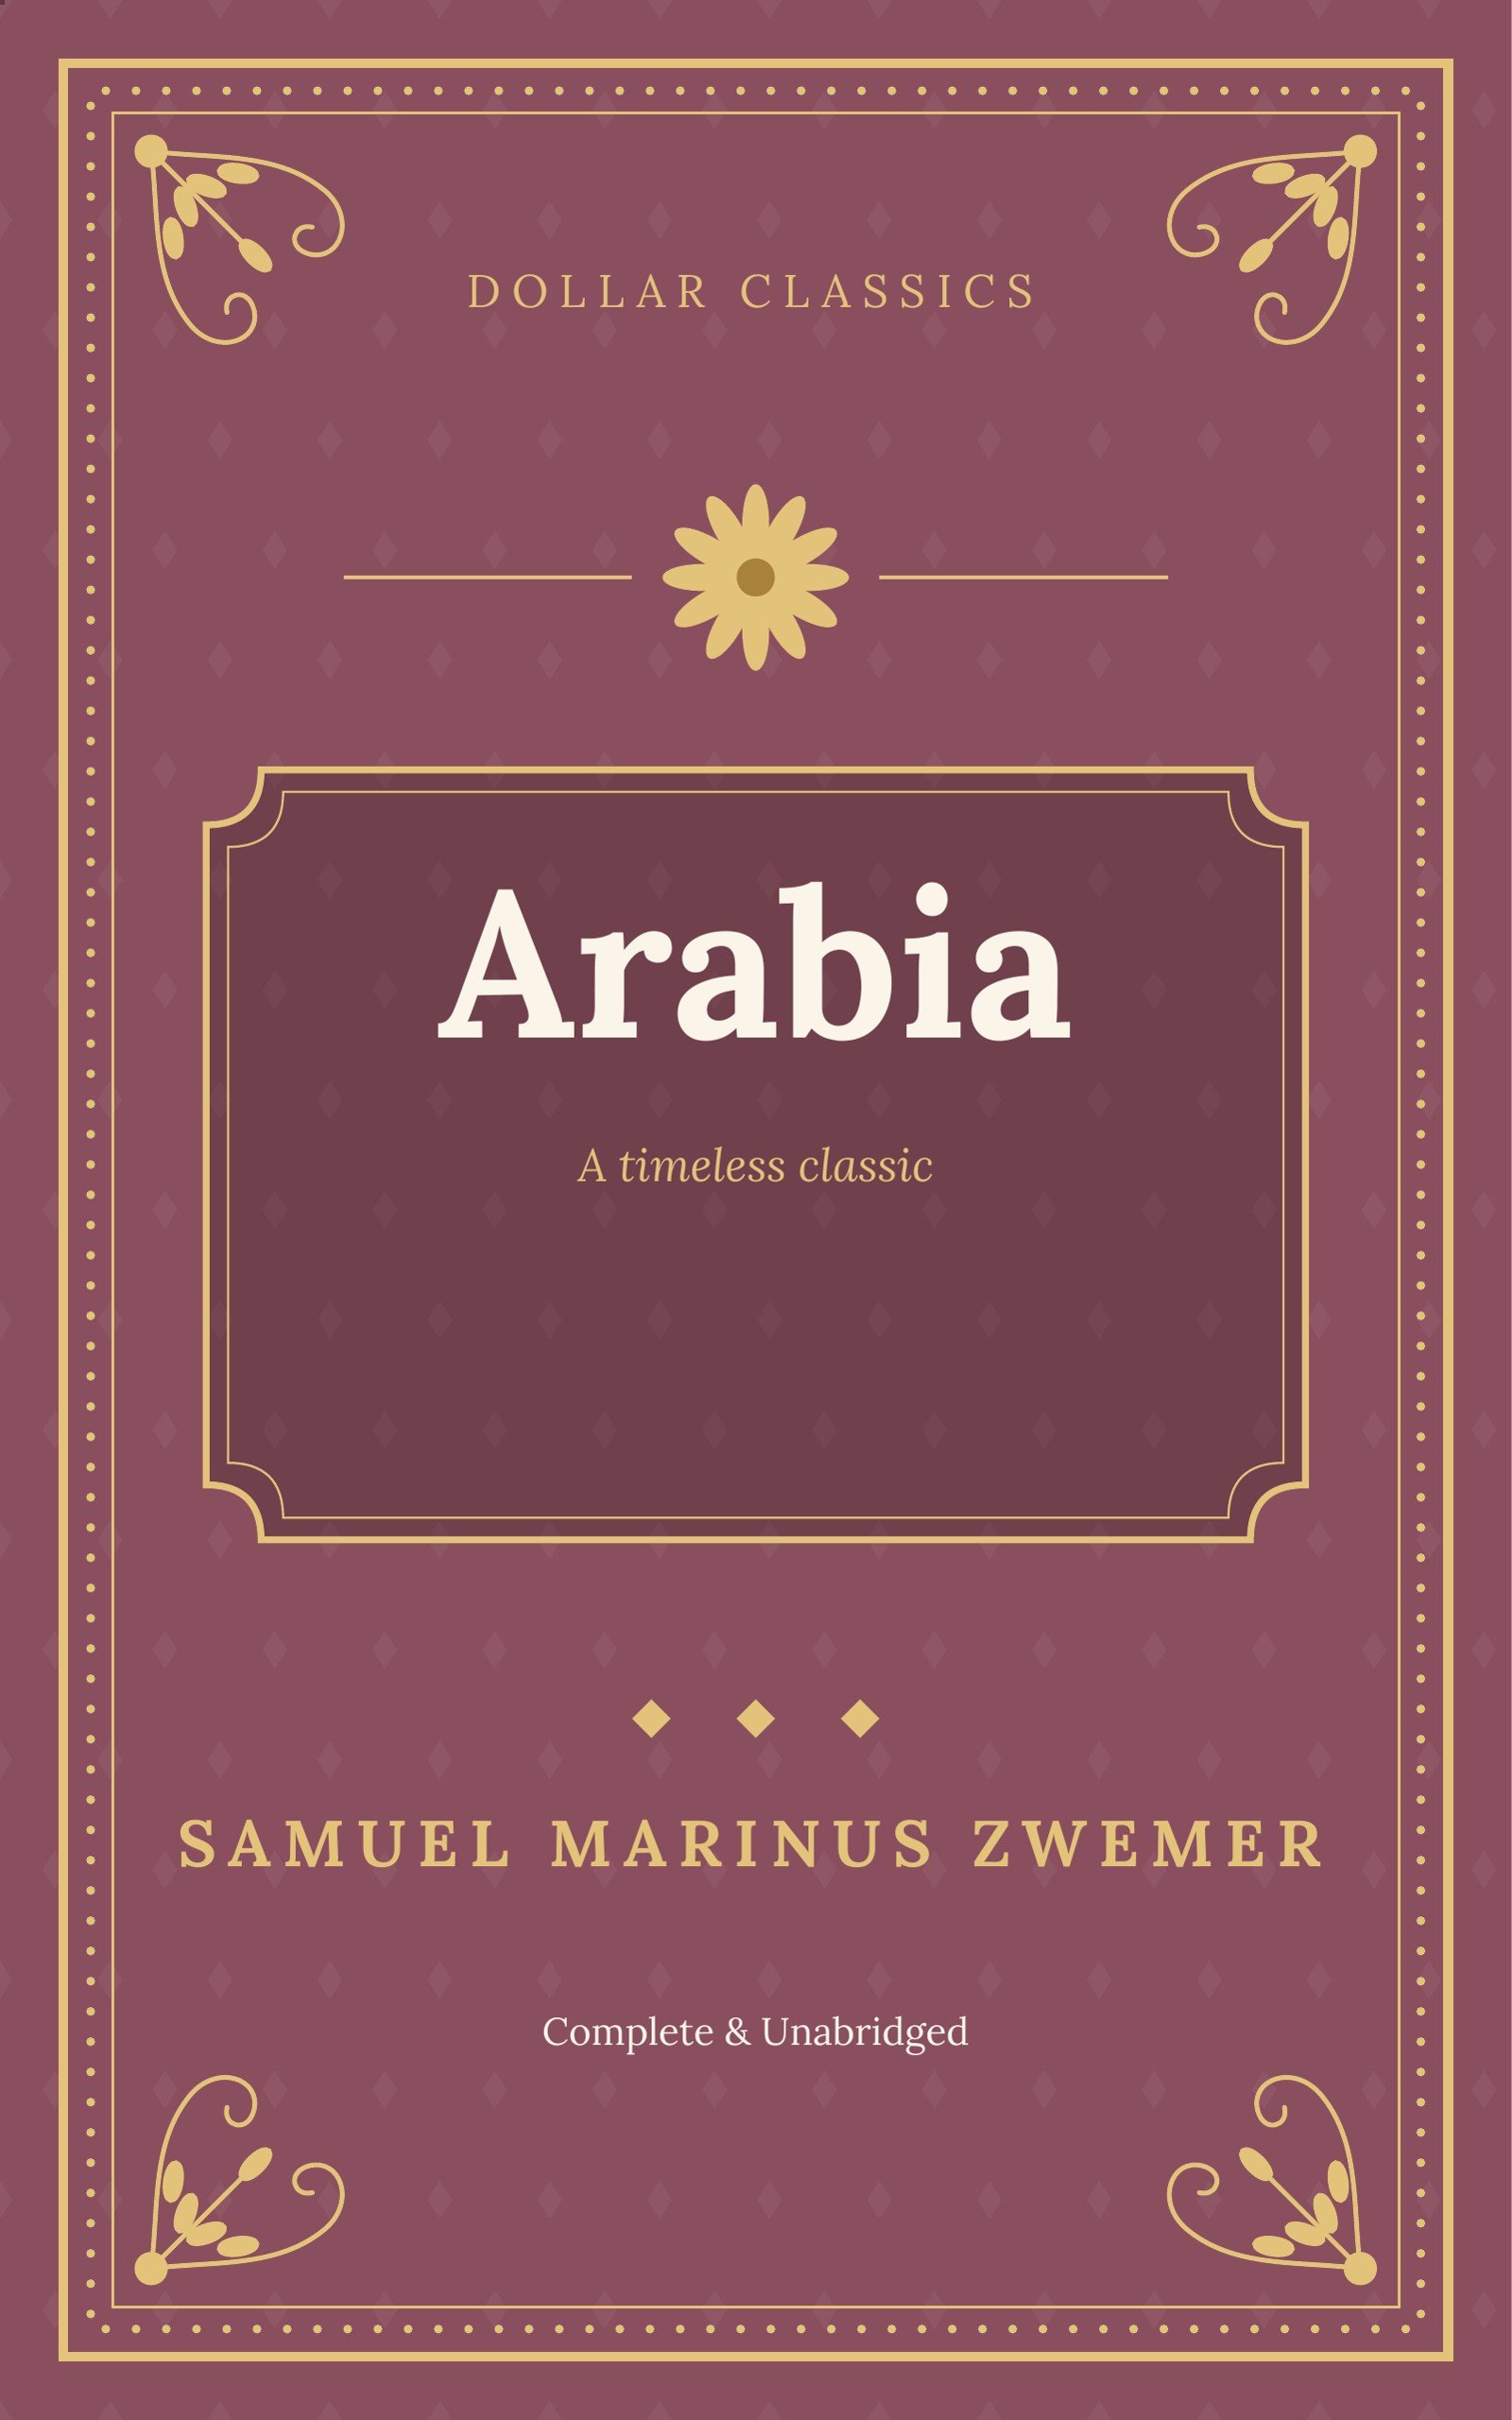 DOLLAR CLASSICS
Arabia
A timeless classic
SAMUEL MARINUS ZWEMER
Complete & Unabridged